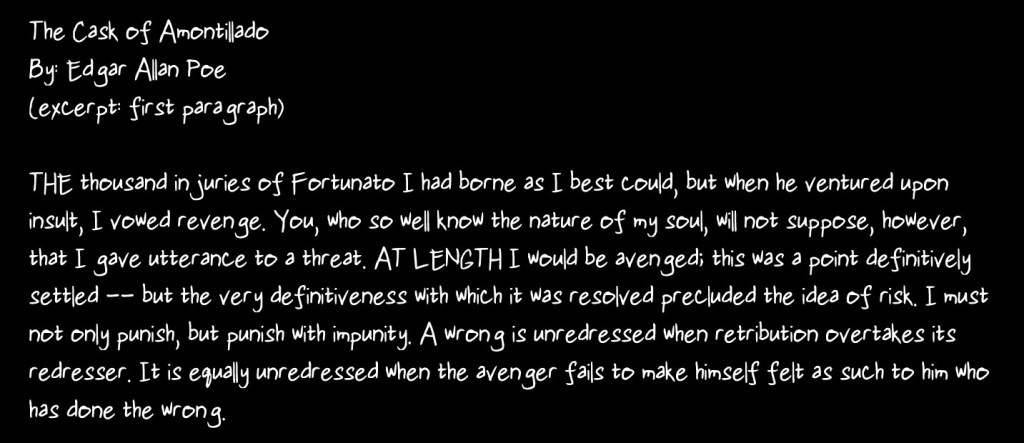 The Cask of Amontillado
By: Edgar Allan Poe
(excerpt: first paragraph)
THE thousand injuries of Fortunato I had borne as I best could, but when he ventured upon
insult, I vowed revenge. You, who so well know the nature of my soul, will not suppose, however,
that I gave utterance to a threat. AT LENGTH I would be avenged; this was a point definitively
settled -- but the very definitiveness with which it was resolved precluded the idea of risk. I must
not only punish, but punish with impunity. A wrong is unredressed when retribution overtakes its
redresser. It is equally unredressed when the avenger fails to make himself felt as such to him who
has done the wrong.